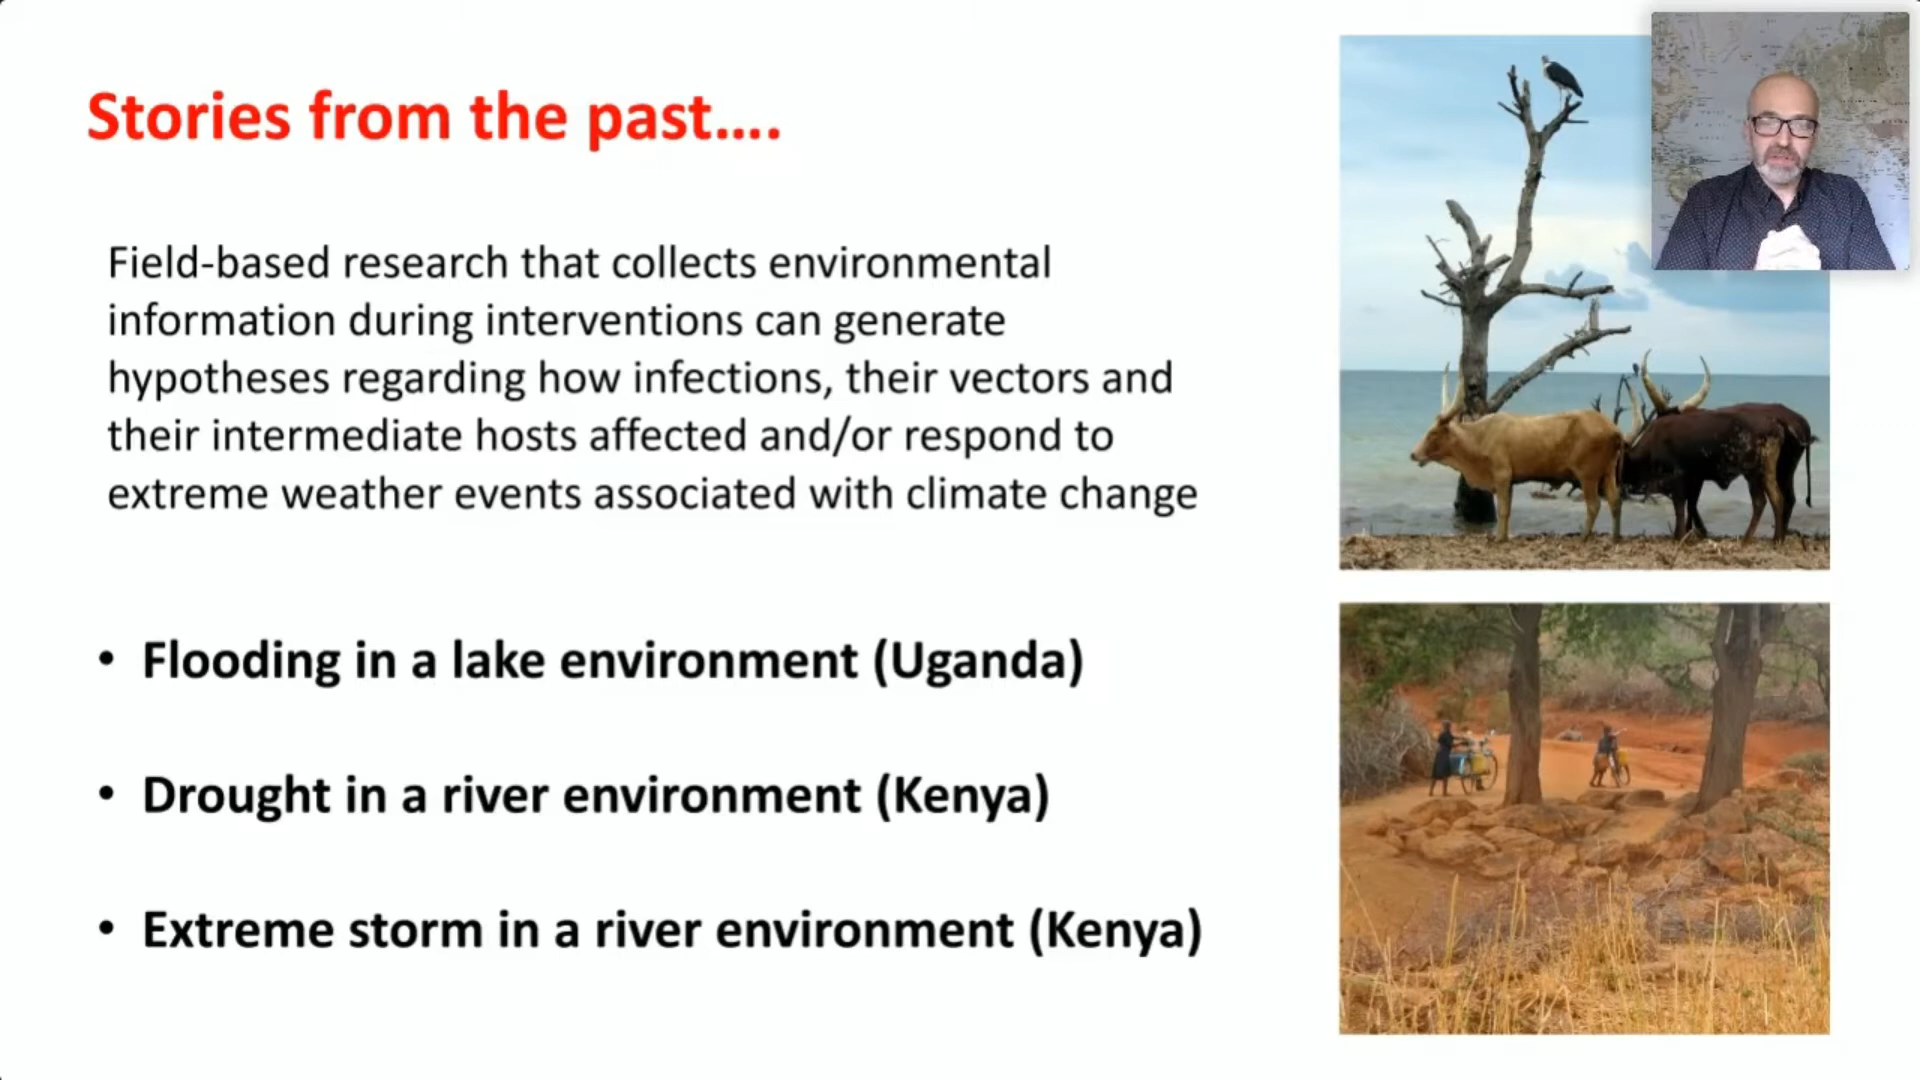 Stories from the past....
Field-based research that collects environmental
information during interventions can generate
hypotheses regarding how infections, their vectors and
their intermediate hosts affected and/or respond to
extreme weather events associated with climate change
• Flooding in a lake environment (Uganda)
• Drought in a river environment (Kenya)
• Extreme storm in a river environment (Kenya)